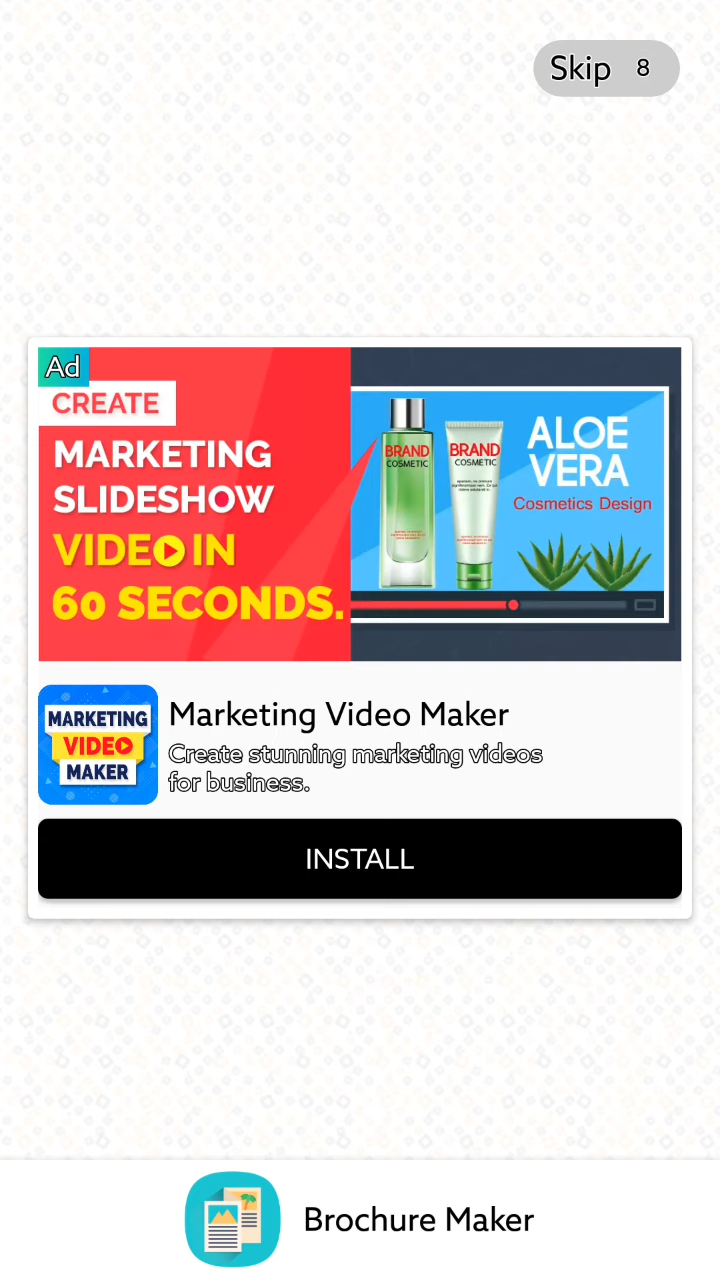 Skip 8
Ad
CREATE
MARKETING
SLIDESHOW
VIDEO IN
60 SECONDS.
BRAND
COSMETIC
BRAND
COSMETIC
ALOE
VERA
Cosmetics Design
MARKETING
VIDEO
MAKER
Marketing Video Maker
Create stunning marketing videos
for business.
INSTALL
Brochure Maker